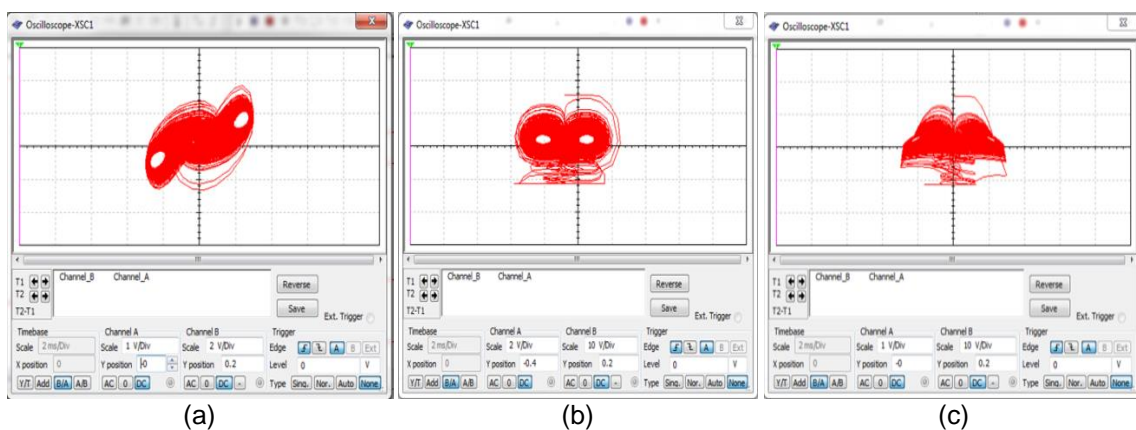 Oscilloscope-XSC1
T1
T2
T2-T1
Channel_B Channel_A
Reverse
Save
Ext. Trigger
Timebase Channel A Channel B Trigger
Scale 2 ms/Div Scale 1 V/Div Scale 2 V/Div Edge A B Ext
X position 0 Y position -0 Y position 0.2 Level 0 V
Y/T Add B/A A/B AC 0 DC AC 0 DC - Type Sing. Nor. Auto None
(a)
Oscilloscope-XSC1
T1
T2
T2-T1
Channel_B Channel_A
Reverse
Save
Ext. Trigger
Timebase Channel A Channel B Trigger
Scale 2 ms/Div Scale 2 V/Div Scale 10 V/Div Edge A B Ext
X position 0 Y position -0.4 Y position 0.2 Level 0 V
Y/T Add B/A A/B AC 0 DC AC 0 DC - Type Sing. Nor. Auto None
(b)
Oscilloscope-XSC1
T1
T2
T2-T1
Channel_B Channel_A
Reverse
Save
Ext. Trigger
Timebase Channel A Channel B Trigger
Scale 2 ms/Div Scale 1 V/Div Scale 10 V/Div Edge A B Ext
X position 0 Y position -0 Y position 0.2 Level 0 V
Y/T Add B/A A/B AC 0 DC AC 0 DC - Type Sing. Nor. Auto None
(c)